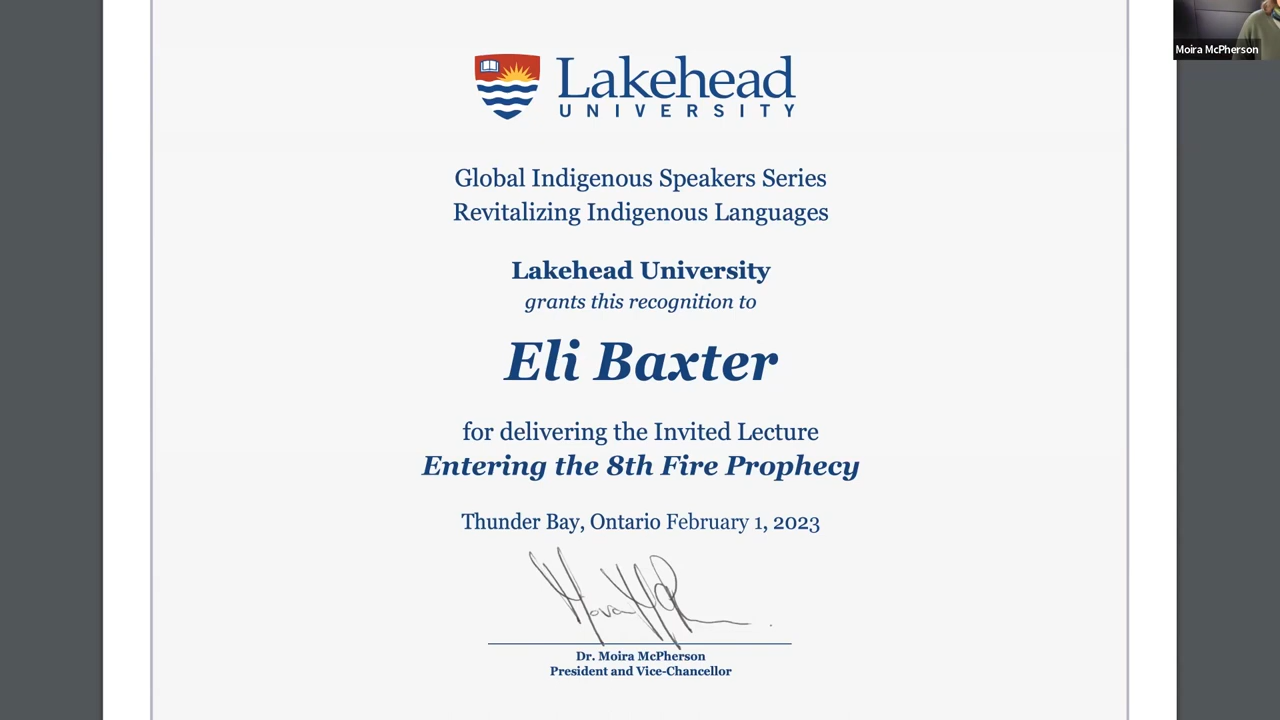 Moira McPherson
Lakehead
UNIVERSITY
Global Indigenous Speakers Series
Revitalizing Indigenous Languages
Lakehead University
grants this recognition to
Eli Baxter
for delivering the Invited Lecture
Entering the 8th Fire Prophecy
Thunder Bay, Ontario February 1, 2023
Moira McPherson
Dr. Moira McPherson
President and Vice-Chancellor